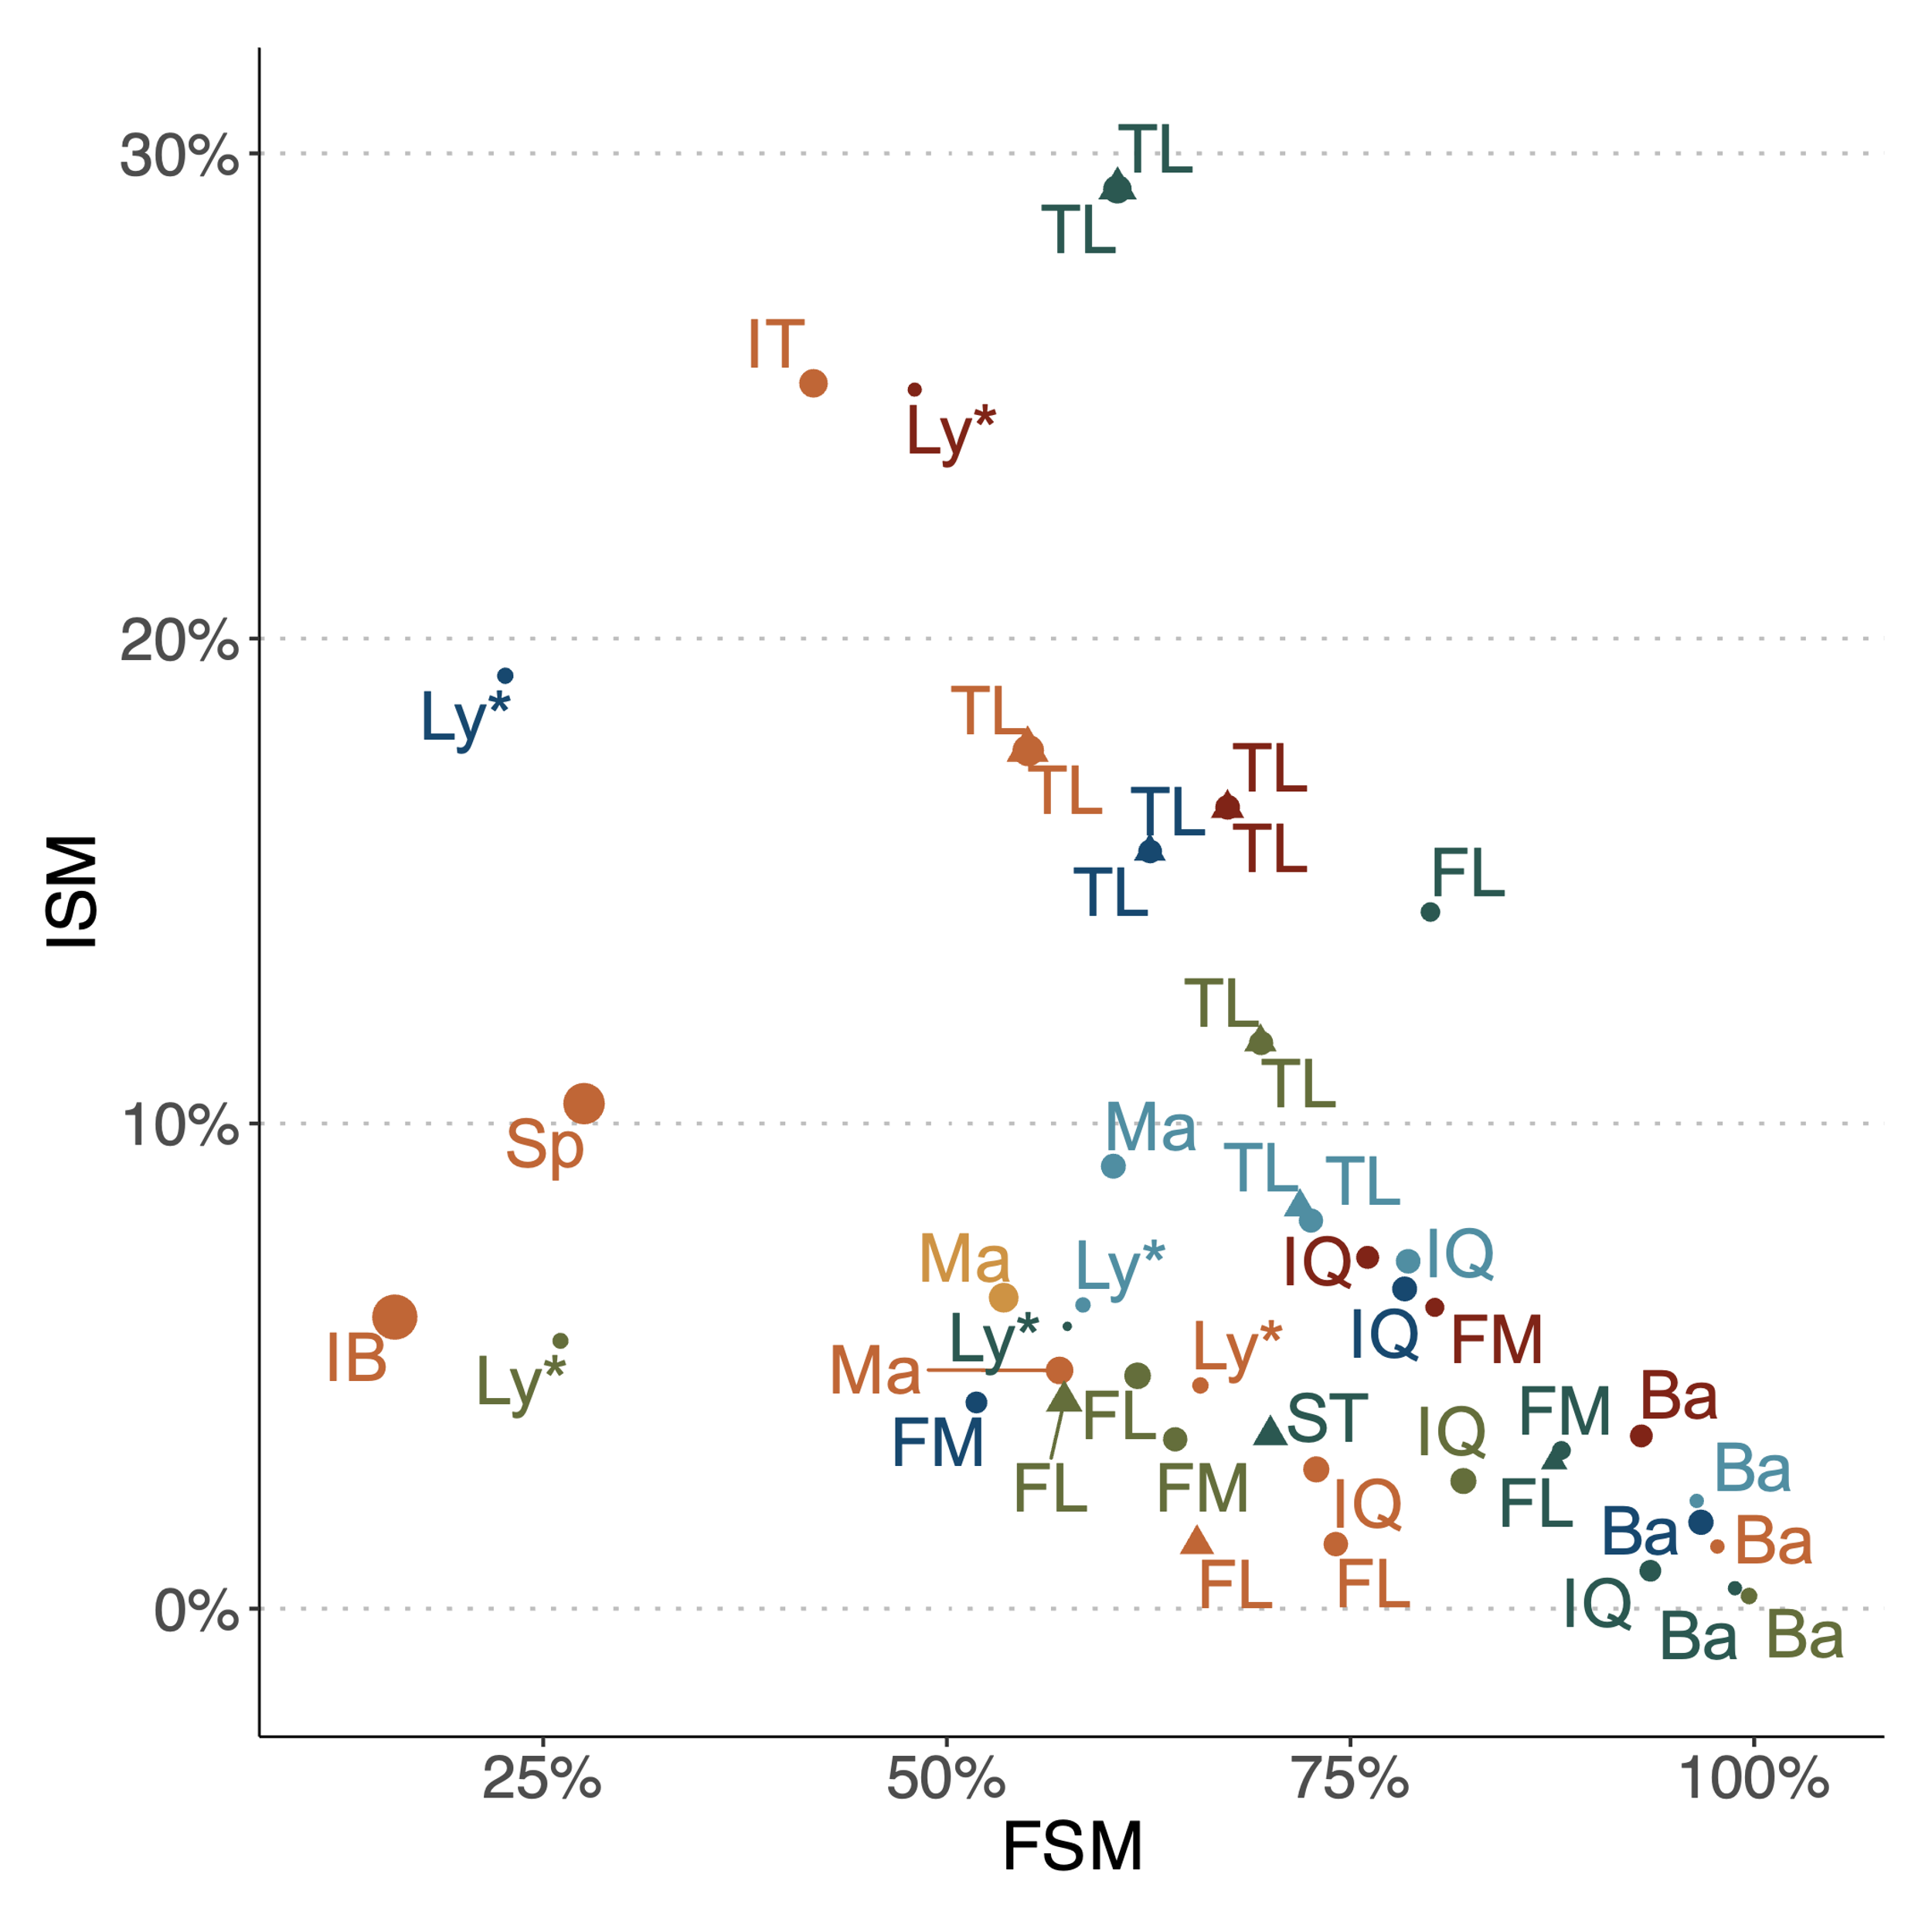 TL
30%
TL
IT
Ly*
20%
Ly*
TL
TL
TL
TL
TL
TL
FL
ISM
TL
TL
10%
Ma
Sp
TL
TL
Ma
Ly*
IQ
IQ
Ly*
IQ
FM
IB
Ly*
Ma
Ly*
FL
FM
ST
FM
Ba
IQ
FL
FM
Ba
IQ
FL
Ba
Ba
FL
FL
0%
IQ
Ba
Ba
25%
50%
75%
100%
FSM